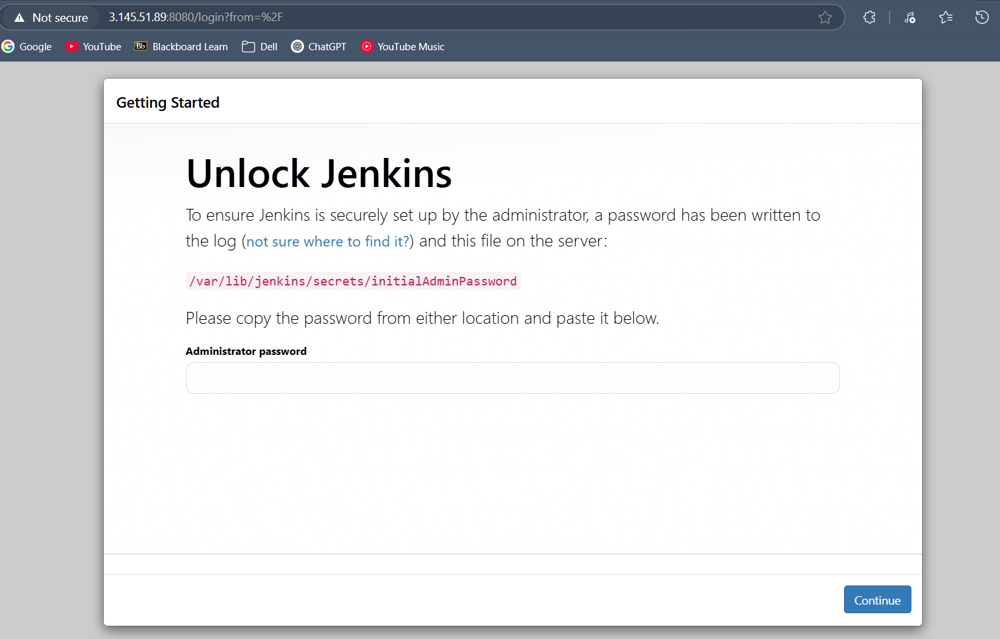 Not secure 3.145.51.89:8080/login?from=%2F
Google YouTube Bb Blackboard Learn Dell ChatGPT YouTube Music
Getting Started
Unlock Jenkins
To ensure Jenkins is securely set up by the administrator, a password has been written to
the log (not sure where to find it?) and this file on the server:
/var/lib/jenkins/secrets/initialAdminPassword
Please copy the password from either location and paste it below.
Administrator password
Continue